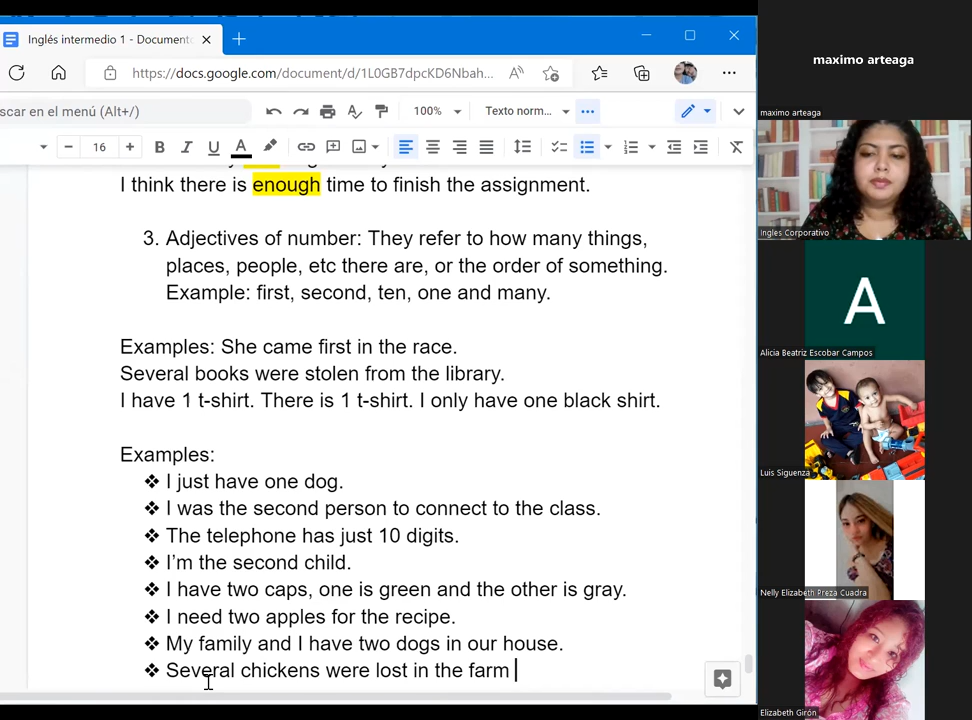 Inglés intermedio 1 - Documento
https://docs.google.com/document/d/1L0GB7dpcKD6Nbah...
scar en el menú (Alt+/)
100%
Texto norm...
16
I think there is enough time to finish the assignment.
3. Adjectives of number: They refer to how many things,
places, people, etc there are, or the order of something.
Example: first, second, ten, one and many.
Examples: She came first in the race.
Several books were stolen from the library.
I have 1 t-shirt. There is 1 t-shirt. I only have one black shirt.
Examples:
❖ I just have one dog.
❖ I was the second person to connect to the class.
❖ The telephone has just 10 digits.
❖ I'm the second child.
❖ I have two caps, one is green and the other is gray.
❖ I need two apples for the recipe.
❖ My family and I have two dogs in our house.
❖ Several chickens were lost in the farm
maximo arteaga
maximo arteaga
Ingles Corporativo
A
Alicia Beatriz Escobar Campos
Luis Siguenza
Nelly Elizabeth Preza Cuadra
Elizabeth Girón